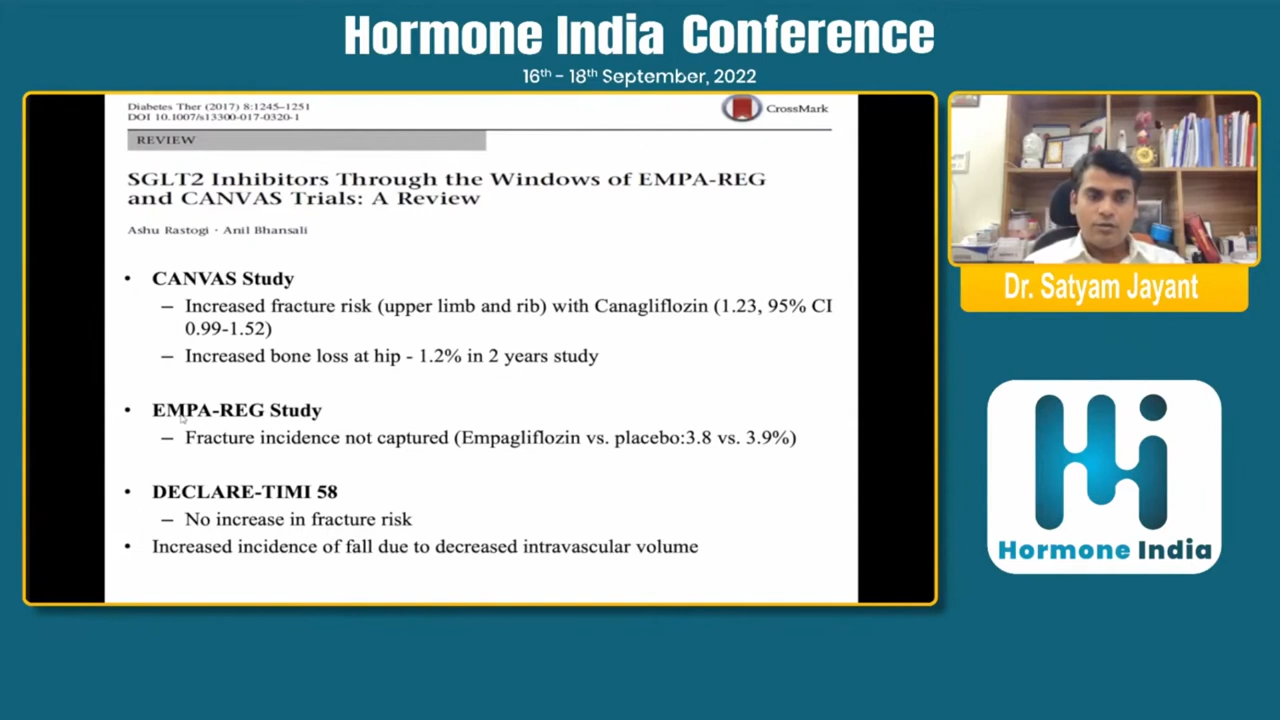 Hormone India Conference
16th - 18th September, 2022
Diabetes Ther (2017) 8:1245–1251
DOI 10.1007/s13300-017-0320-1
CrossMark
REVIEW
SGLT2 Inhibitors Through the Windows of EMPA-REG
and CANVAS Trials: A Review
Ashu Rastogi · Anil Bhansali
• CANVAS Study
– Increased fracture risk (upper limb and rib) with Canagliflozin (1.23, 95% CI
0.99-1.52)
– Increased bone loss at hip - 1.2% in 2 years study
• EMPA-REG Study
– Fracture incidence not captured (Empagliflozin vs. placebo:3.8 vs. 3.9%)
• DECLARE-TIMI 58
– No increase in fracture risk
• Increased incidence of fall due to decreased intravascular volume
Dr. Satyam Jayant
Hi
Hormone India